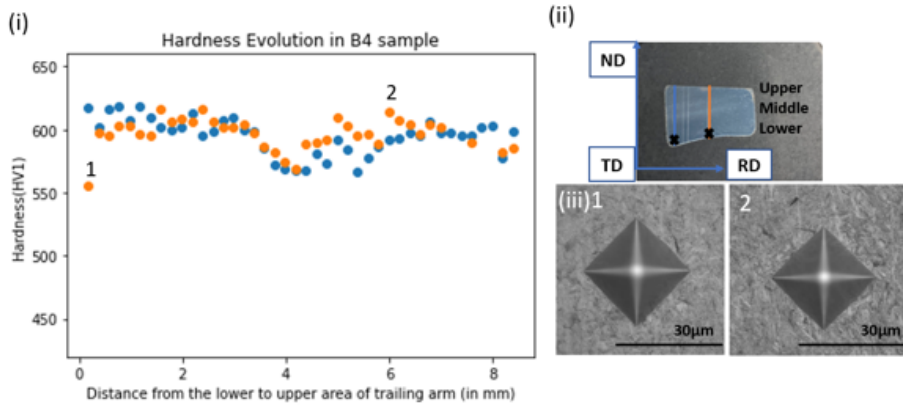 (i)
Hardness Evolution in B4 sample
650
600
550
500
450
Hardness(HV1)
1
2
0
2
4
6
8
Distance from the lower to upper area of trailing arm (in mm)
(ii)
ND
Upper
Middle
Lower
TD
RD
(iii)1
30μm
2
30μm